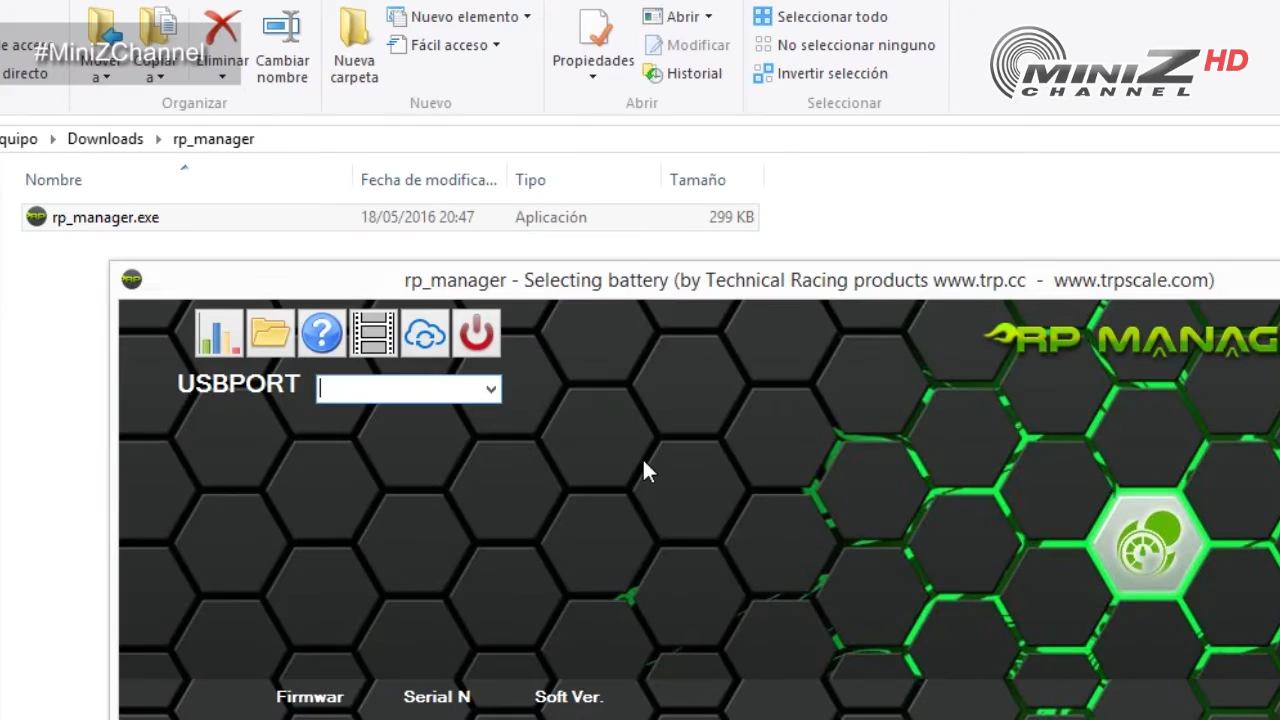 Nuevo elemento
Abrir
Seleccionar todo
#MiniZChannel
Mover
a
Copiar
a
Eliminar
Cambiar
nombre
Nueva
carpeta
Fácil acceso
Propiedades
Modificar
Historial
No seleccionar ninguno
Invertir selección
directo
Organizar
Nuevo
Abrir
Seleccionar
MINIZ HD
CHANNEL
quipo
Downloads
rp_manager
Nombre
Fecha de modifica...
Tipo
Tamaño
RP
rp_manager.exe
18/05/2016 20:47
Aplicación
299 KB
rp_manager - Selecting battery (by Technical Racing products www.trp.cc - www.trpscale.com)
RP MANAG
USBPORT
Firmwar
Serial N
Soft Ver.